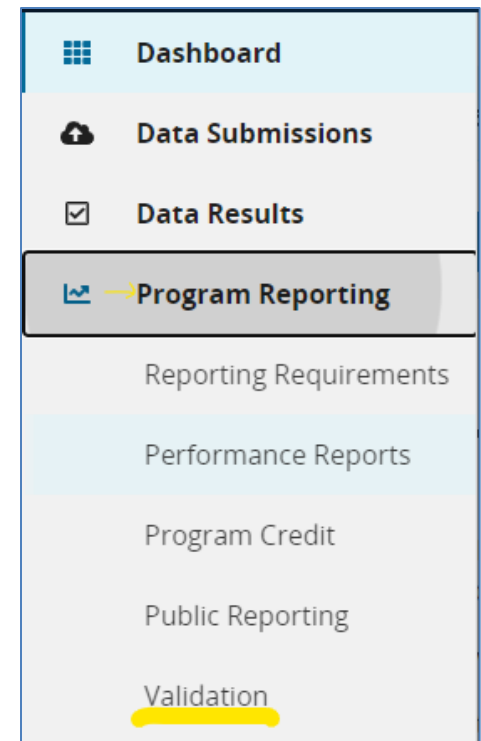 Dashboard
Data Submissions
Data Results
Program Reporting
Reporting Requirements
Performance Reports
Program Credit
Public Reporting
Validation